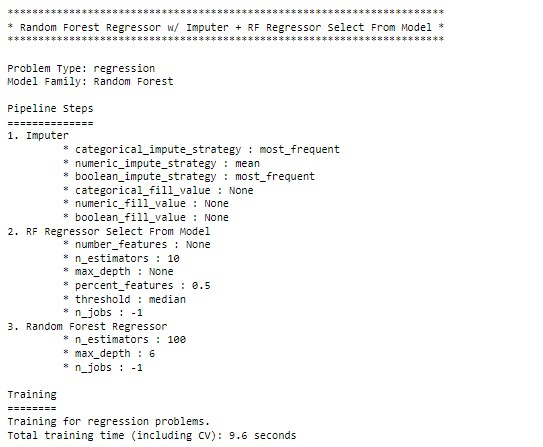 *********************************************************************
* Random Forest Regressor w/ Imputer + RF Regressor Select From Model *
*********************************************************************
Problem Type: regression
Model Family: Random Forest
Pipeline Steps
==============
1. Imputer
* categorical_impute_strategy : most_frequent
* numeric_impute_strategy : mean
* boolean_impute_strategy : most_frequent
* categorical_fill_value : None
* numeric_fill_value : None
* boolean_fill_value : None
2. RF Regressor Select From Model
* number_features : None
* n_estimators : 10
* max_depth : None
* percent_features : 0.5
* threshold : median
* n_jobs : -1
3. Random Forest Regressor
* n_estimators : 100
* max_depth : 6
* n_jobs : -1
Training
========
Training for regression problems.
Total training time (including CV): 9.6 seconds